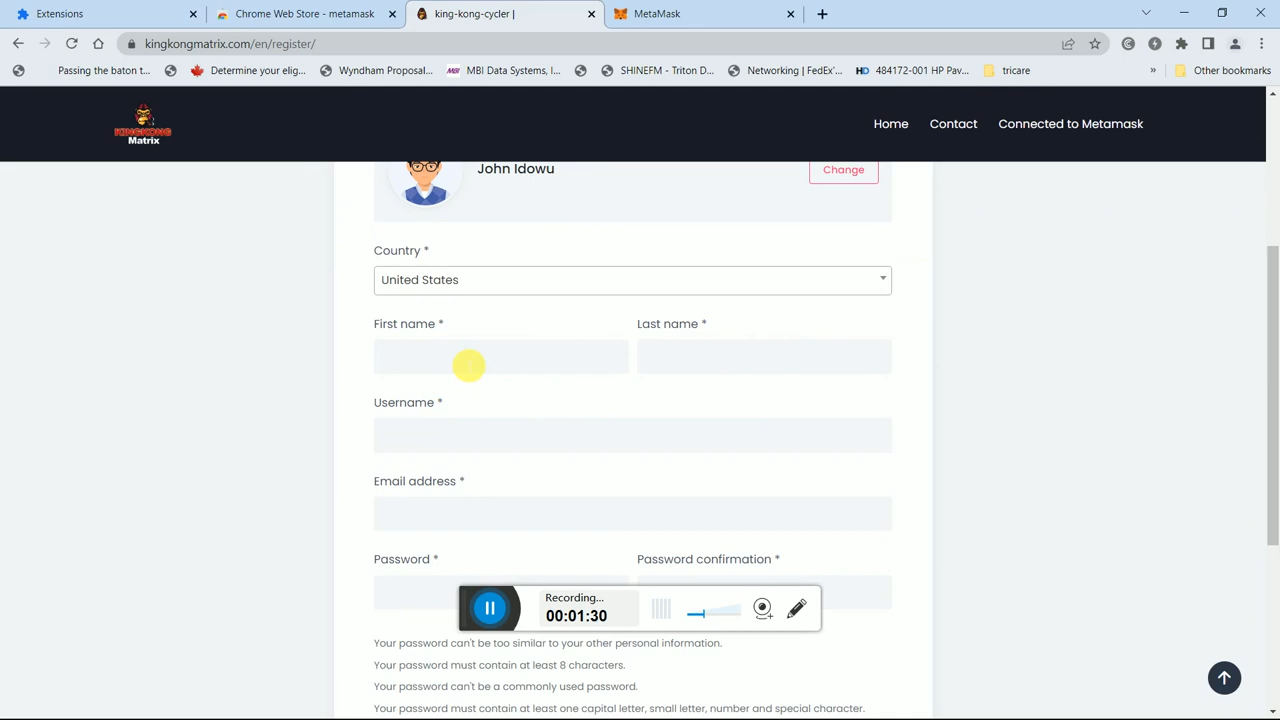 Extensions
Chrome Web Store - metamask
king-kong-cycler |
MetaMask
kingkongmatrix.com/en/register/
Passing the baton t...
Determine your elig...
Wyndham Proposal...
MBI
MBI Data Systems, I...
SHINEFM - Triton D...
Networking | FedEx'...
HD
484172-001 HP Pav...
tricare
»
Other bookmarks
KINGKONG
Matrix
Home
Contact
Connected to Metamask
John Idowu
Change
Country *
United States
First name *
Last name *
Username *
Email address *
Password *
Password confirmation *
Recording...
00:01:30
Your password can't be too similar to your other personal information.
Your password must contain at least 8 characters.
Your password can't be a commonly used password.
Your password must contain at least one capital letter, small letter, number and special character.